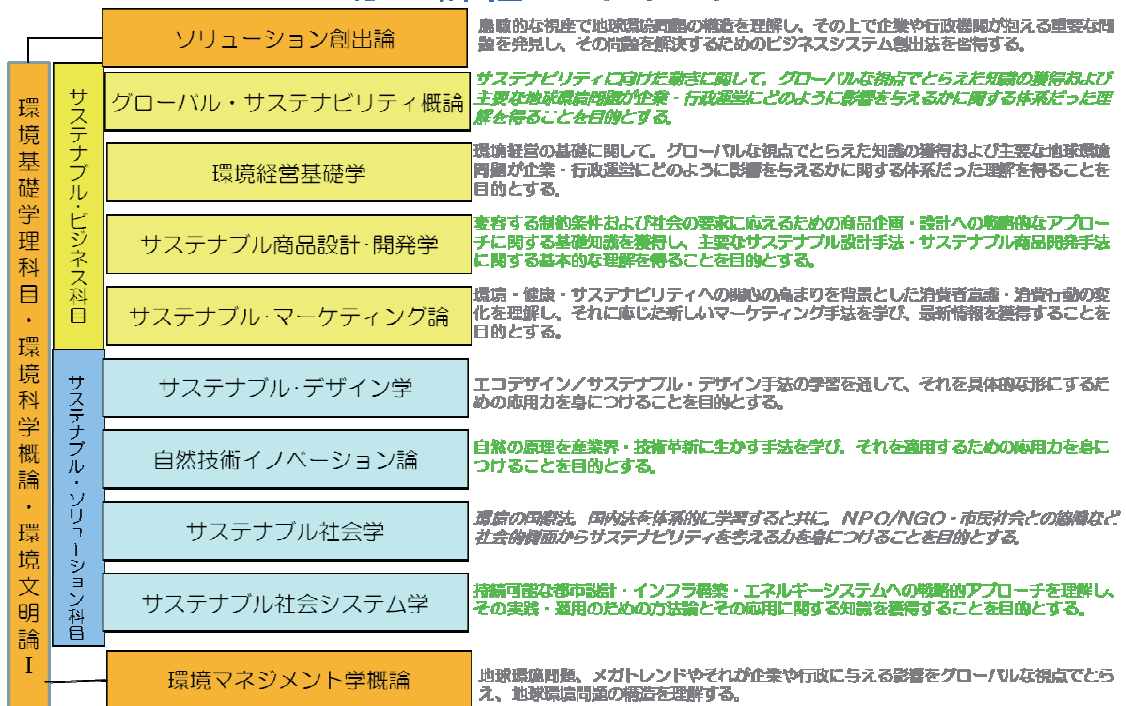 ソリューション創出論
鳥瞰的な視座で地球環境問題の構造を理解し、その上で企業や行政機関が抱える重要な問
題を発見し、その問題を解決するためのビジネスシステム創出法を習得する。
環境基礎学理科目・環境科学概論・環境文明論Ⅰ
サステナブル・ビジネス科目
グローバル・サステナビリティ概論
サステナビリティに向けた動きに関して、グローバルな視点でとらえた知識の獲得および
主要な地球環境問題が企業・行政運営にどのように影響を与えるかに関する体系だった理
解を得ることを目的とする。
環境経営基礎学
環境経営の基礎に関して、グローバルな視点でとらえた知識の獲得および主要な地球環境
問題が企業・行政運営にどのように影響を与えるかに関する体系だった理解を得ることを
目的とする。
サステナブル商品設計・開発学
変容する制約条件および社会の要求に応えるための商品企画・設計への戦略的なアプロー
チに関する基礎知識を獲得し、主要なサステナブル設計手法・サステナブル商品開発手法
に関する基本的な理解を得ることを目的とする。
サステナブル・マーケティング論
環境・健康・サステナビリティへの関心の高まりを背景とした消費者意識・消費行動の変
化を理解し、それに応じた新しいマーケティング手法を学び、最新情報を獲得することを
目的とする。
サステナブル・ソリューション科目
サステナブル・デザイン学
エコデザイン／サステナブル・デザイン手法の学習を通して、それを具体的な形にするた
めの応用力を身につけることを目的とする。
自然技術イノベーション論
自然の原理を産業界・技術革新に生かす手法を学び、それを適用するための応用力を身に
つけることを目的とする。
サステナブル社会学
環境の国際法、国内法を体系的に学習すると共に、NPO/NGO・市民社会との協働など
社会的側面からサステナビリティを考える力を身につけることを目的とする。
サステナブル社会システム学
持続可能な都市設計・インフラ構築・エネルギーシステムへの戦略的アプローチを理解し、
その実践・運用のための方法論とその応用に関する知識を獲得することを目的とする。
環境マネジメント学概論
地球環境問題、メガトレンドやそれが企業や行政に与える影響をグローバルな視点でとら
え、地球環境問題の構造を理解する。